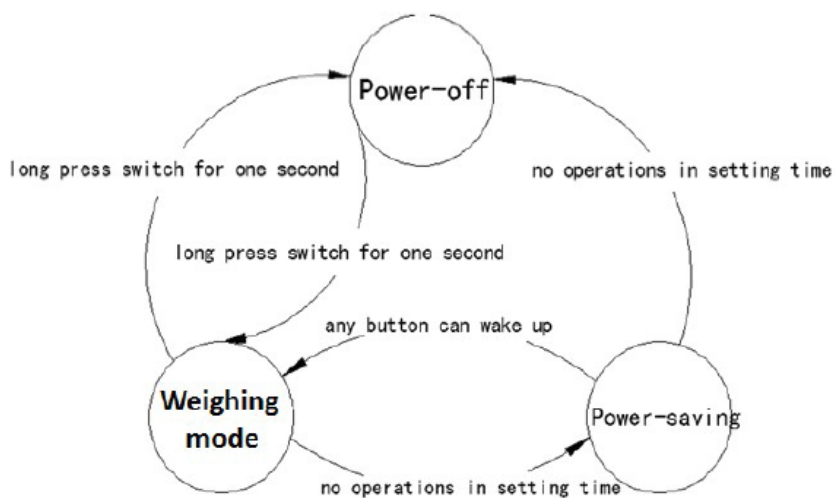 Power-off
long press switch for one second
no operations in setting time
long press switch for one second
any button can wake up
Weighing
mode
Power-saving
no operations in setting time